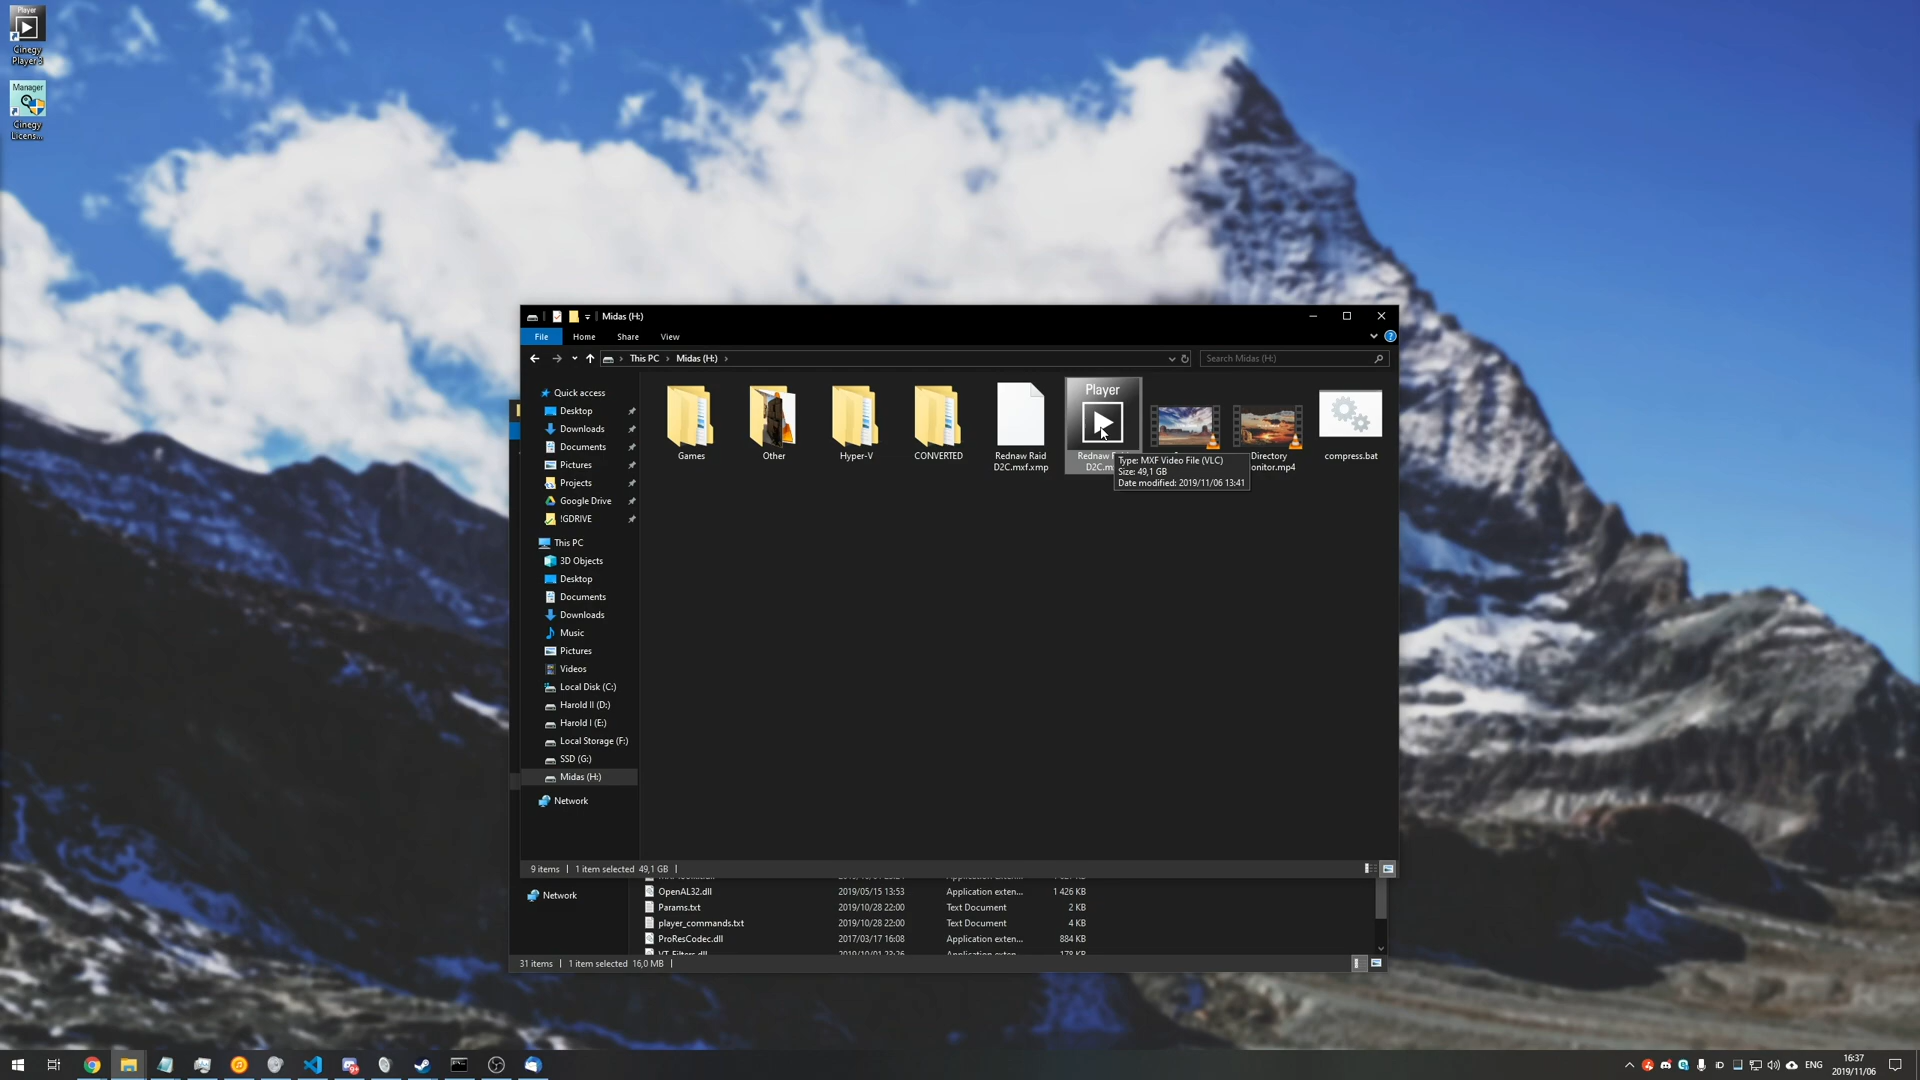 Player
Cinegy
Player3
Manager
Cinegy
Licens...
Midas (H:)
File
Home
Share
View
This PC
Midas (H:)
Search Midas (H:)
Quick access
Desktop
Downloads
Documents
Pictures
Projects
Google Drive
!GDRIVE
This PC
3D Objects
Desktop
Documents
Downloads
Music
Pictures
Videos
Local Disk (C:)
Harold II (D:)
Harold I (E:)
Local Storage (F:)
SSD (G:)
Midas (H:)
Network
Games
Other
Hyper-V
CONVERTED
Rednaw Raid
D2C.mxf.xmp
Player
Rednaw
D2C.m
Directory
onitor.mp4
compress.bat
Type: MXF Video File (VLC)
Size: 49,1 GB
Date modified: 2019/11/06 13:41
9 items
1 item selected 49,1 GB
Network
OpenAL32.dll 2019/05/15 13:53 Application exten... 1 426 KB
Params.txt 2019/10/28 22:00 Text Document 2 KB
player_commands.txt 2019/10/28 22:00 Text Document 4 KB
ProResCodec.dll 2017/03/17 16:08 Application exten... 884 KB
31 items
1 item selected 16,0 MB
ENG
16:37
2019/11/06